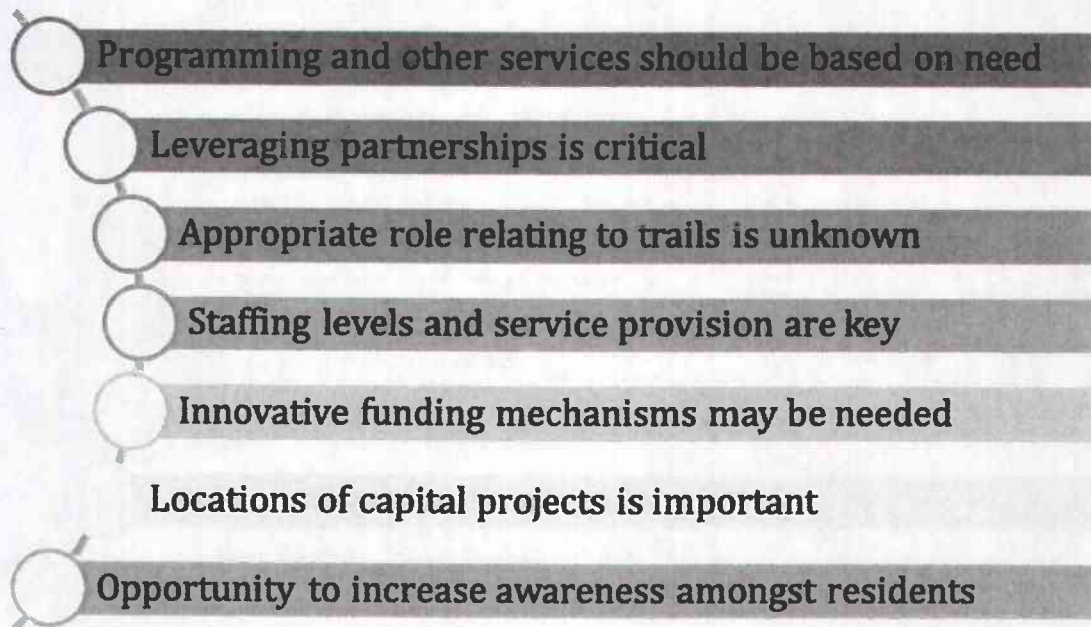 Programming and other services should be based on need
Leveraging partnerships is critical
Appropriate role relating to trails is unknown
Staffing levels and service provision are key
Innovative funding mechanisms may be needed
Locations of capital projects is important
Opportunity to increase awareness amongst residents